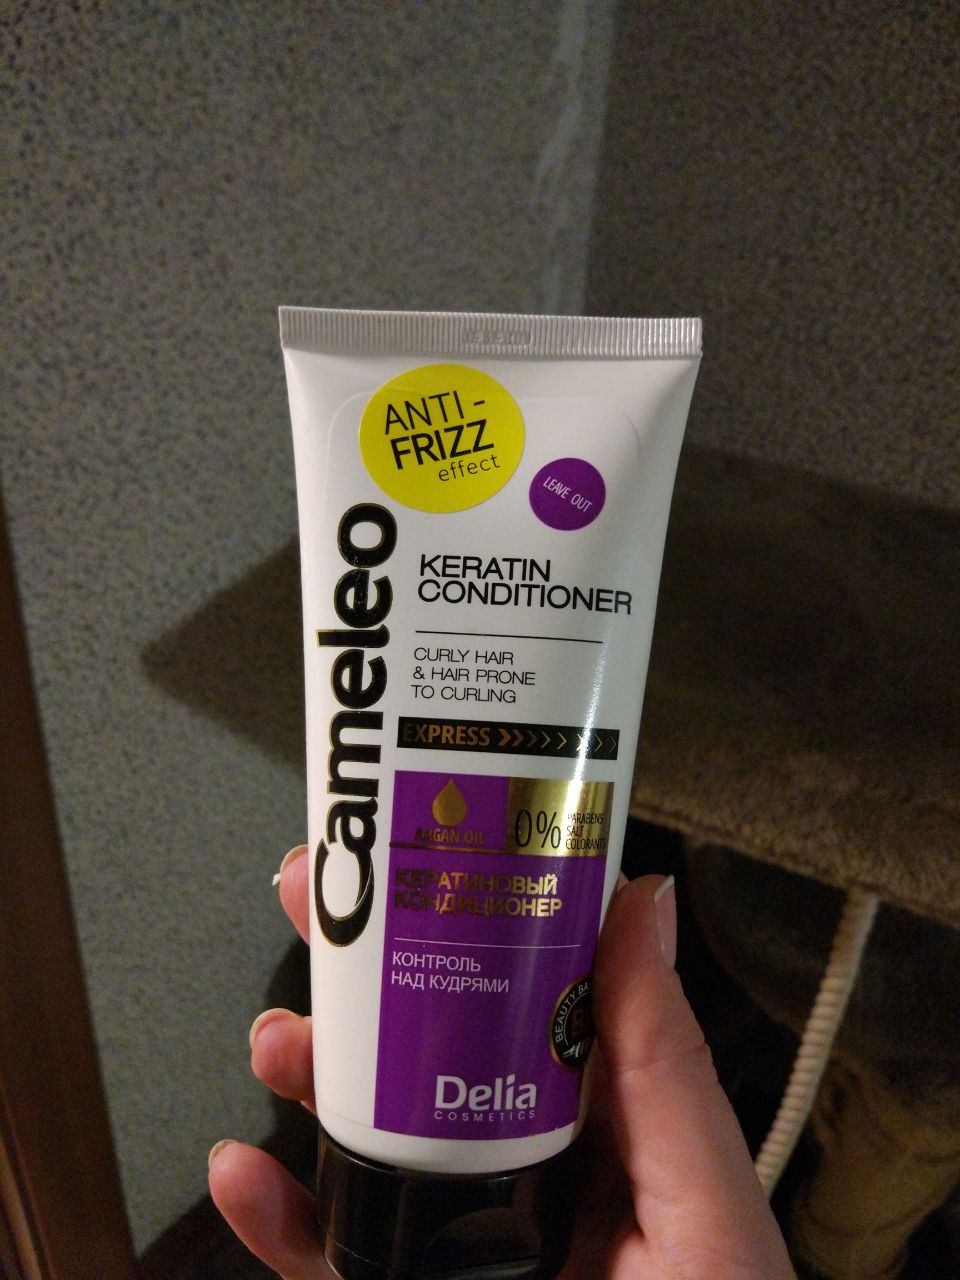 ANTI-
FRIZZ
effect
LEAVE OUT
Cameleo
KERATIN
CONDITIONER
CURLY HAIR
& HAIR PRONE
TO CURLING
EXPRESS
ARGAN OIL
0%
PARABENS
SALT
COLORANTS
КЕРАТИНОВЫЙ
КОНДИЦИОНЕР
КОНТРОЛЬ
НАД КУДРЯМИ
BEAUTY
Delia
COSMETICS